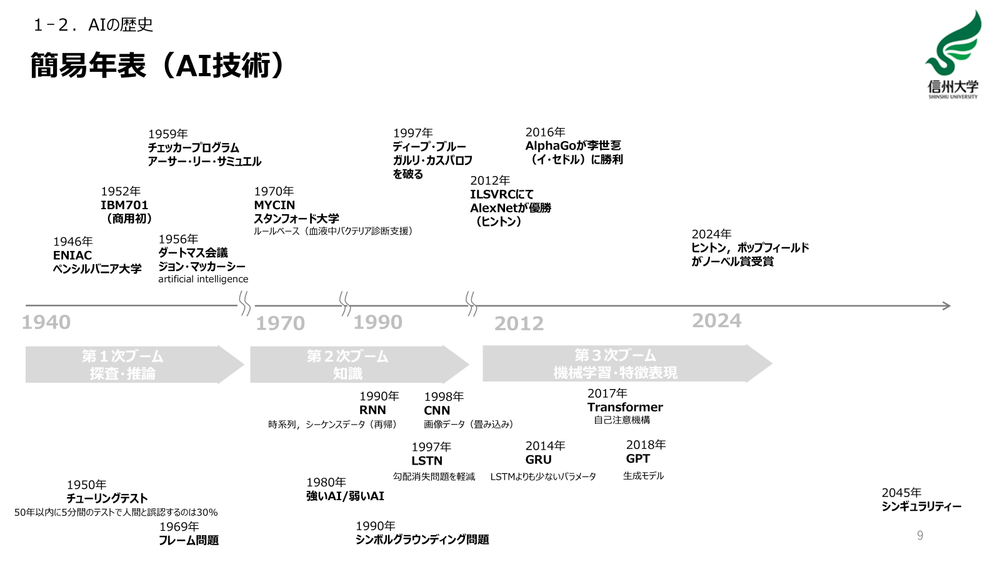 １－２．AIの歴史
簡易年表（AI技術）
信州大学
SHINSHU UNIVERSITY
1959年
チェッカープログラム
アーサー・リー・サミュエル
1997年
ディープ・ブルー
ガルリ・カスパロフ
を破る
2016年
AlphaGoが李世乭
（イ・セドル）に勝利
1952年
IBM701
（商用初）
1970年
MYCIN
スタンフォード大学
ルールベース（血液中バクテリア診断支援）
2012年
ILSVRCにて
AlexNetが優勝
（ヒントン）
1946年
ENIAC
ペンシルバニア大学
1956年
ダートマス会議
ジョン・マッカーシー
artificial intelligence
2024年
ヒントン，ポップフィールド
がノーベル賞受賞
1940
1970
1990
2012
2024
第１次ブーム
探査・推論
第２次ブーム
知識
第３次ブーム
機械学習・特徴表現
1990年
RNN
時系列，シーケンスデータ（再帰）
1998年
CNN
画像データ（畳み込み）
2017年
Transformer
自己注意機構
1997年
LSTN
勾配消失問題を軽減
2014年
GRU
LSTMよりも少ないパラメータ
2018年
GPT
生成モデル
1950年
チューリングテスト
50年以内に5分間のテストで人間と誤認するのは30%
1980年
強いAI/弱いAI
2045年
シンギュラリティー
1969年
フレーム問題
1990年
シンボルグラウンディング問題
9